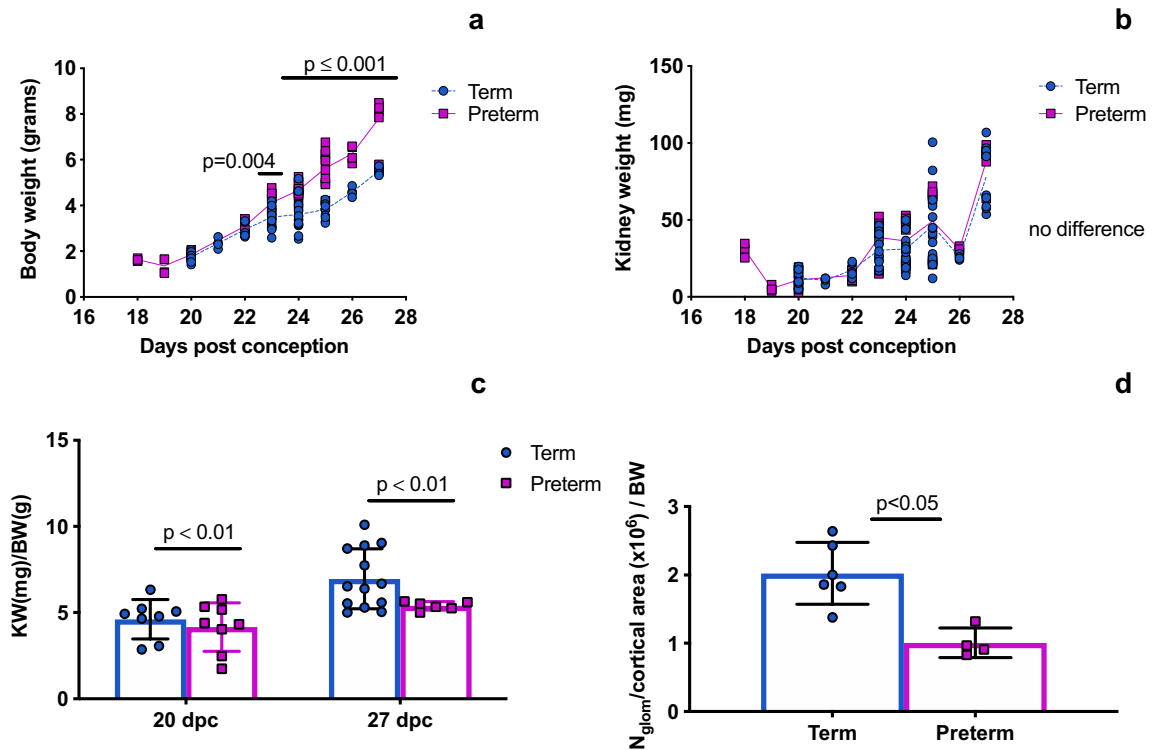 a
p ≤ 0.001
p=0.004
Body weight (grams)
10
8
6
4
2
0
16 18 20 22 24 26 28
Days post conception
Term
Preterm
b
Kidney weight (mg)
150
100
50
0
16 18 20 22 24 26 28
Days post conception
Term
Preterm
no difference
c
KW(mg)/BW(g)
15
10
5
0
p < 0.01
p < 0.01
20 dpc 27 dpc
Term
Preterm
d
N_glom/cortical area (x10⁶) / BW
3
2
1
0
p<0.05
Term Preterm